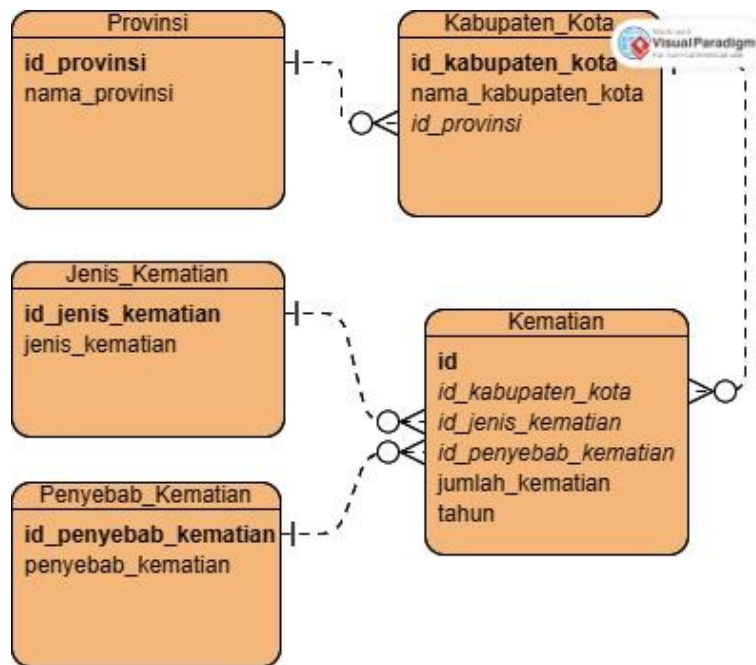 Provinsi
id_provinsi
nama_provinsi
Kabupaten_Kota
id_kabupaten_kota
nama_kabupaten_kota
id_provinsi
Visual Paradigm
Jenis_Kematian
id_jenis_kematian
jenis_kematian
Kematian
id
id_kabupaten_kota
id_jenis_kematian
id_penyebab_kematian
jumlah_kematian
tahun
Penyebab_Kematian
id_penyebab_kematian
penyebab_kematian